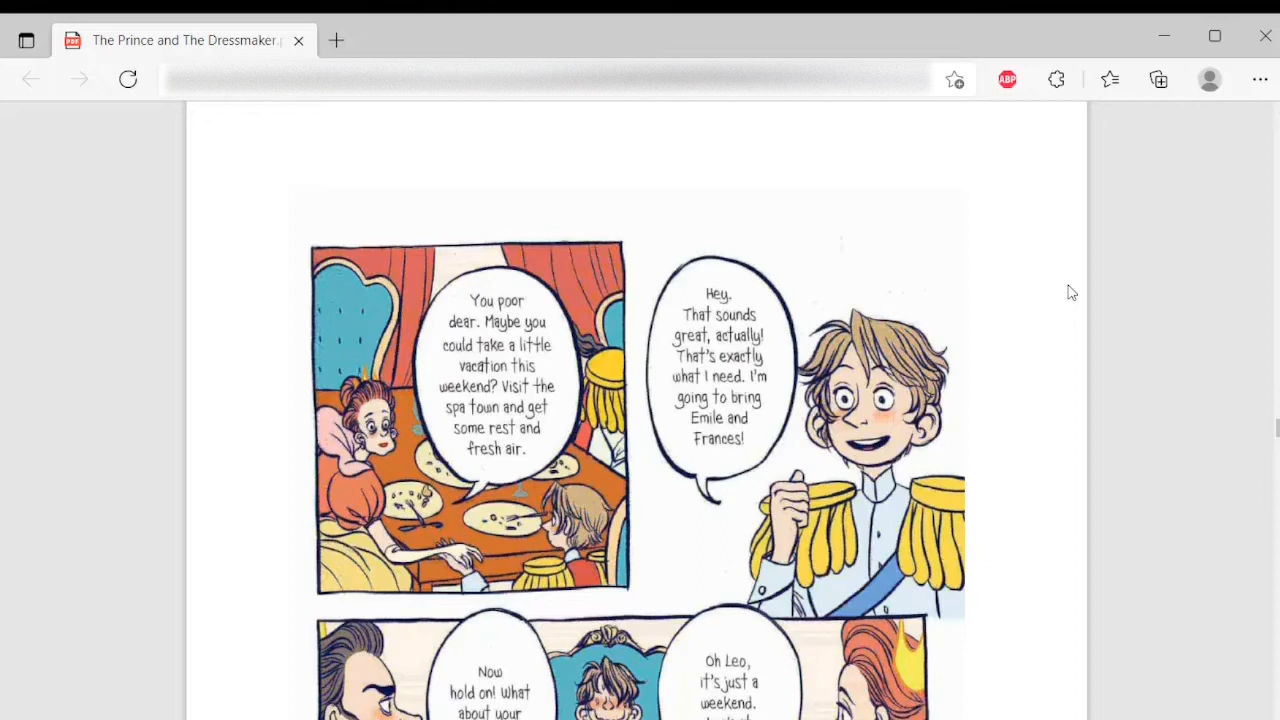 The Prince and The Dressmaker.
ABP
You poor
dear. Maybe you
could take a little
vacation this
weekend? Visit the
spa town and get
some rest and
fresh air.
Hey.
That sounds
great, actually!
That's exactly
what I need. I'm
going to bring
Emile and
Frances!
Now
hold on! What
about your
Oh Leo,
it's just a
weekend.